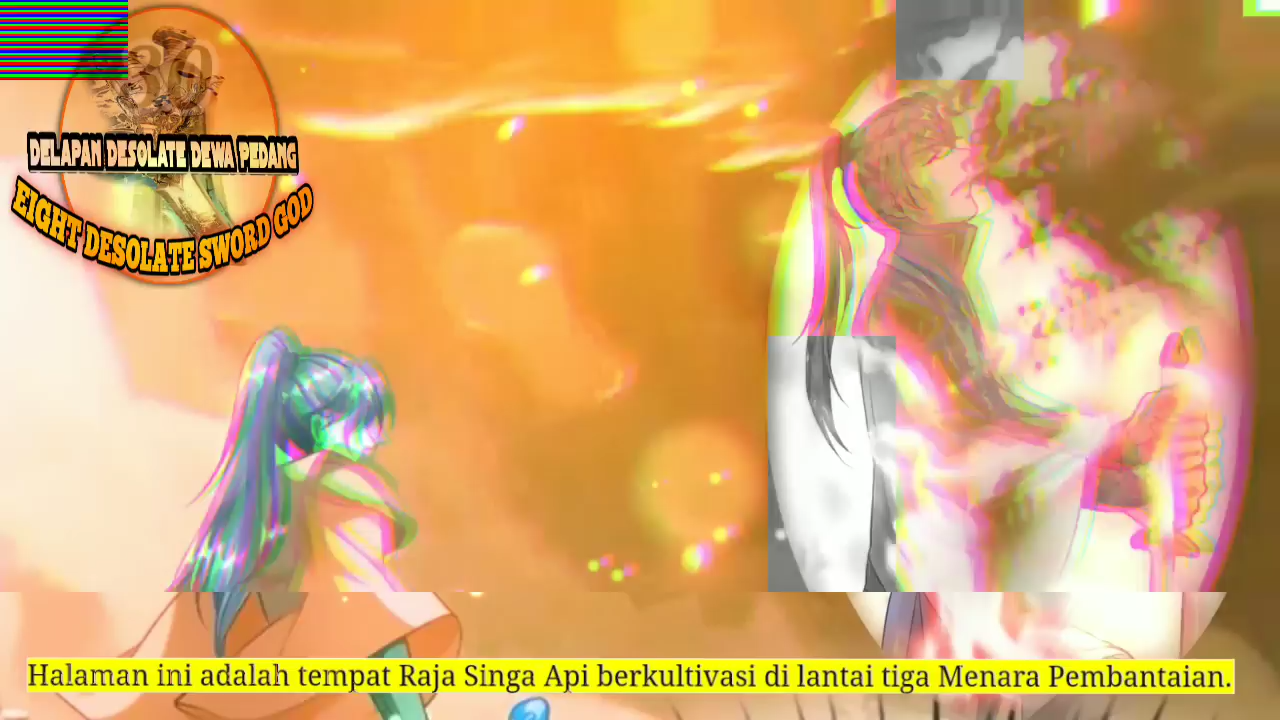 DELAPAN DESOLATE DEWA PEDANG
EIGHT DESOLATE SWORD GOD
Halaman ini adalah tempat Raja Singa Api berkultivasi di lantai tiga Menara Pembantaian.